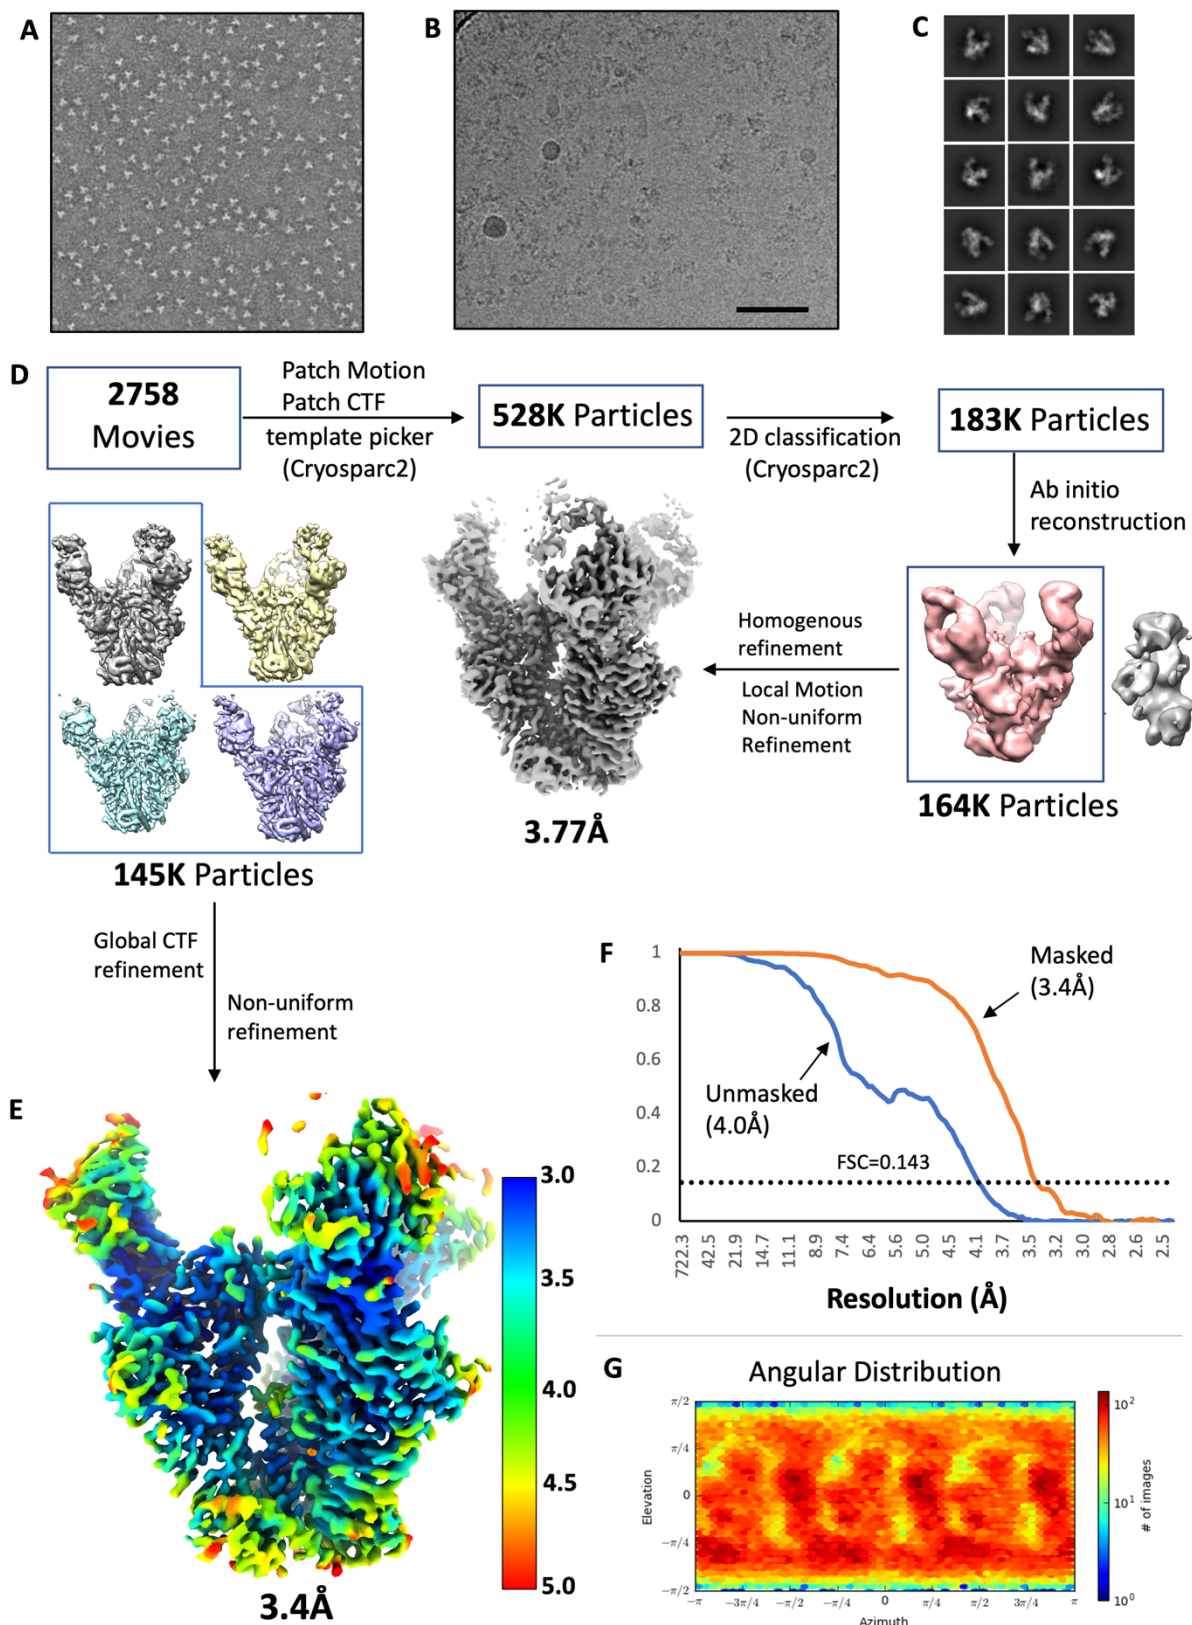 A
B
C
D
2758
Movies
Patch Motion
Patch CTF
template picker
(Cryosparc2)
528K Particles
2D classification
(Cryosparc2)
183K Particles
Ab initio
reconstruction
Homogenous
refinement
Local Motion
Non-uniform
Refinement
164K Particles
3.77Å
145K Particles
Global CTF
refinement
Non-uniform
refinement
E
3.0
3.5
4.0
4.5
5.0
3.4Å
F
1
0.8
0.6
0.4
0.2
0
Masked
(3.4Å)
Unmasked
(4.0Å)
FSC=0.143
722.3
42.5
21.9
14.7
11.1
8.9
7.4
6.4
5.6
5.0
4.5
4.1
3.7
3.5
3.2
3.0
2.8
2.6
2.5
Resolution (Å)
G
Angular Distribution
π/2
π/4
0
−π/4
−π/2
Elevation
−π
−3π/4
−π/2
−π/4
0
π/4
π/2
3π/4
π
Azimuth
10²
10¹
10⁰
# of images